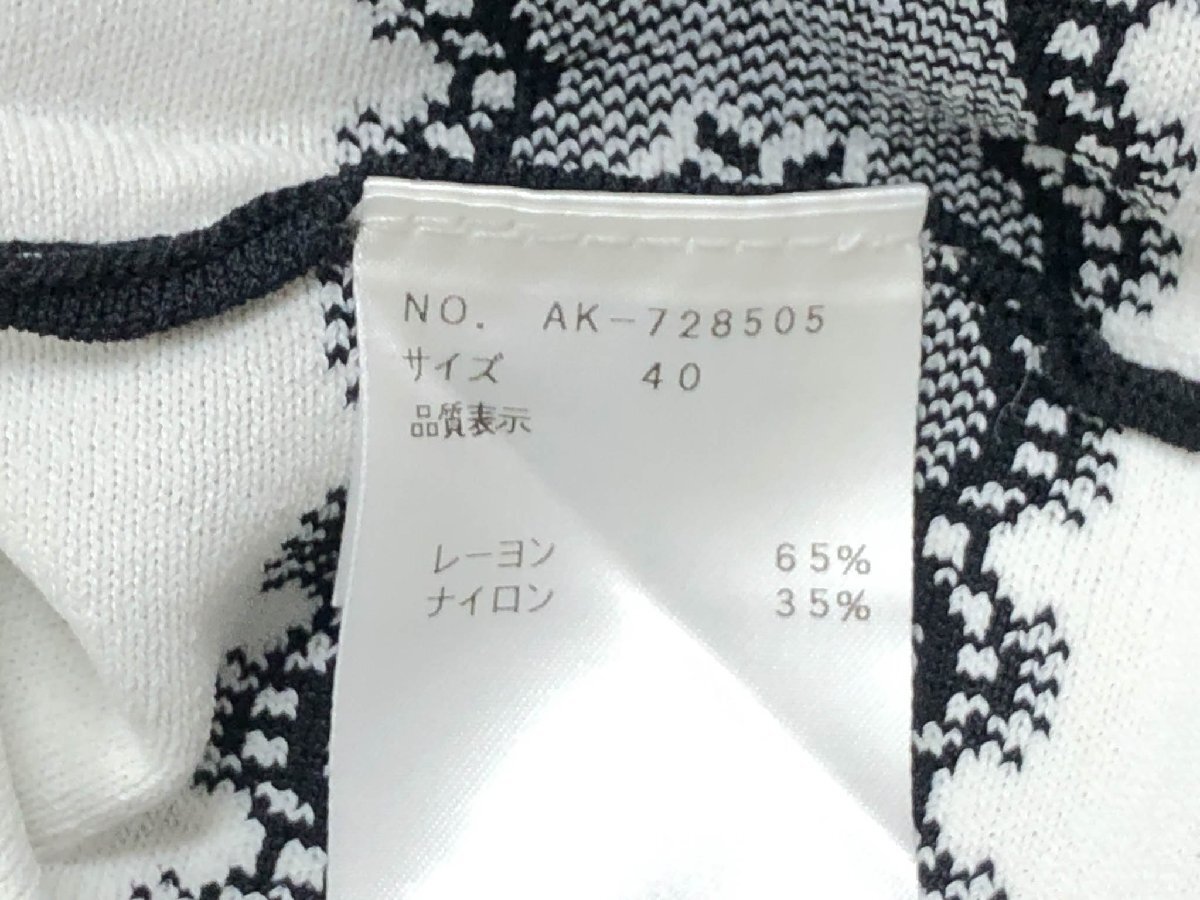 NO. AK-728505
サイズ 40
品質表示
レーヨン 65%
ナイロン 35%